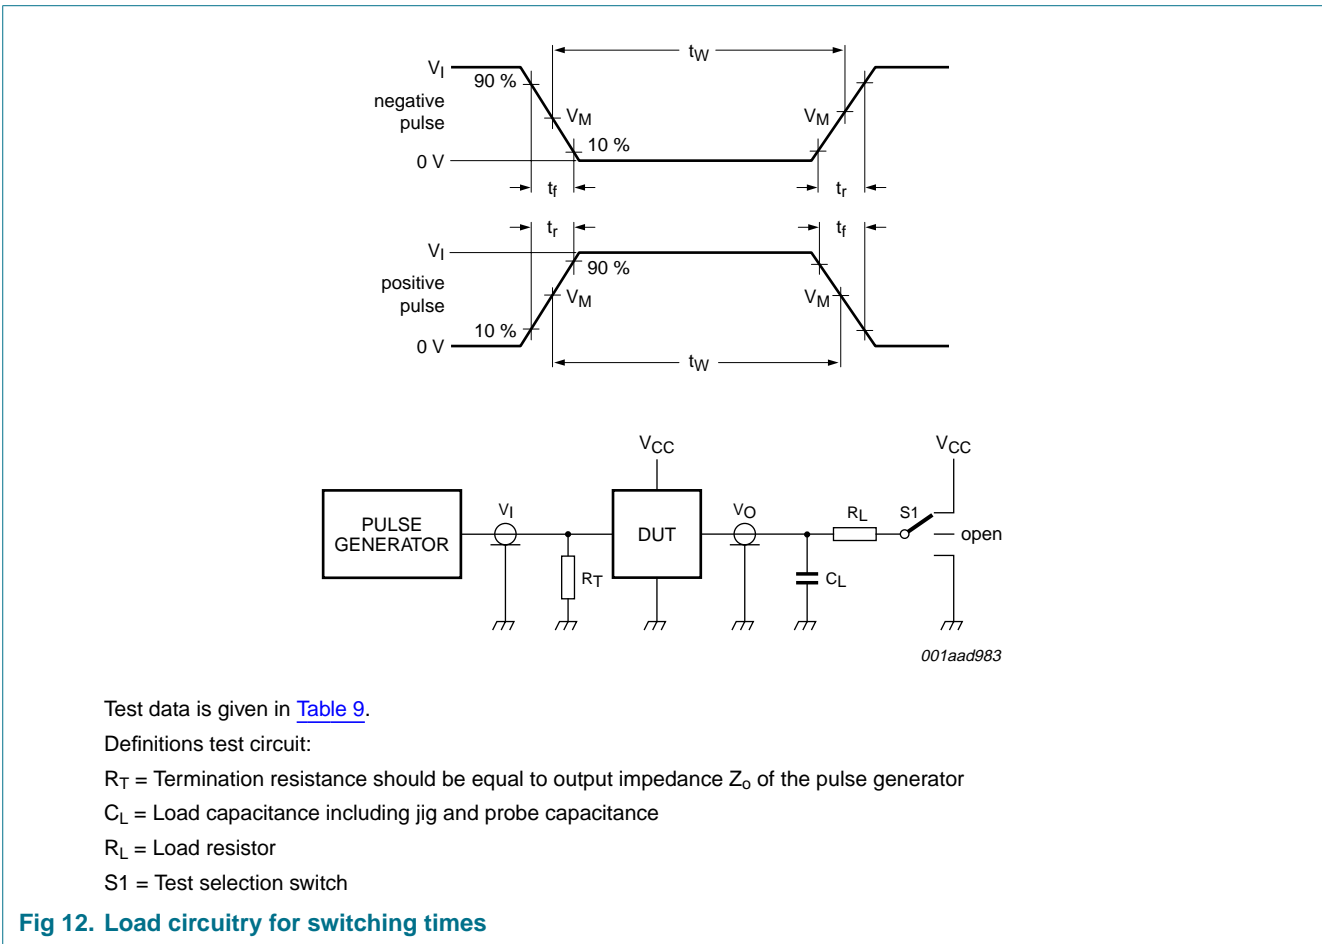 tW
VI
90 %
negative
pulse
VM
VM
10 %
0 V
tf
tr
tr
tf
VI
90 %
positive
pulse
VM
VM
10 %
0 V
tW
VCC
VCC
PULSE
GENERATOR
VI
RT
DUT
VO
CL
RL
S1
open
001aad983
Test data is given in Table 9.
Definitions test circuit:
RT = Termination resistance should be equal to output impedance Zo of the pulse generator
CL = Load capacitance including jig and probe capacitance
RL = Load resistor
S1 = Test selection switch
Fig 12. Load circuitry for switching times